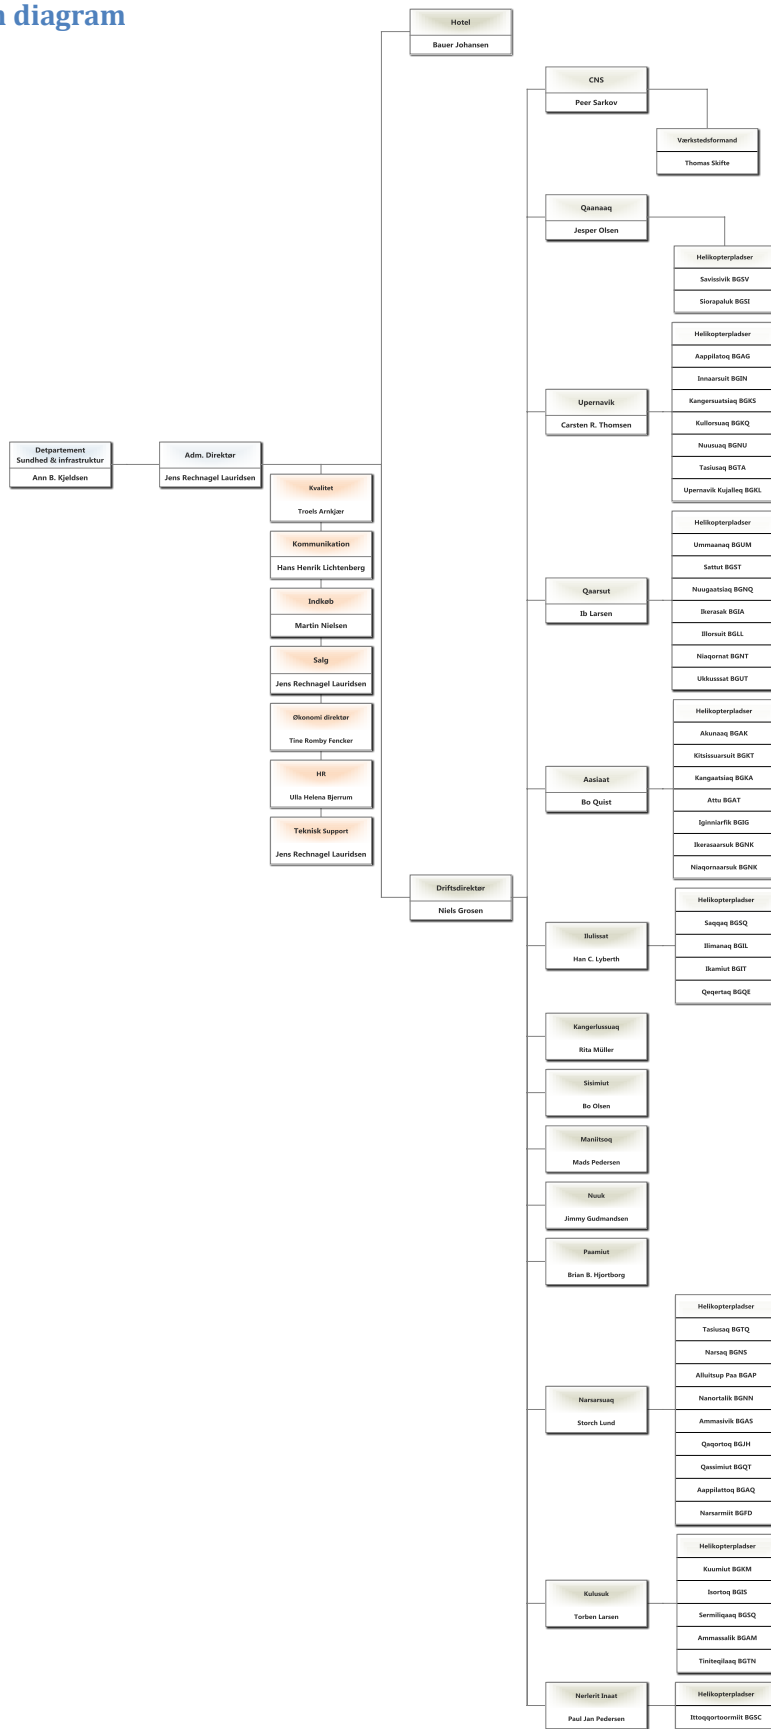 n diagram
Hotel
Bauer Johansen
CNS
Peer Sarkov
Værkstedsformand
Thomas Skifte
Qaanaaq
Jesper Olsen
Helikopterpladser
Savissivik BGSV
Siorapaluk BGSI
Upernavik
Carsten R. Thomsen
Helikopterpladser
Aappilatoq BGAG
Innaarsuit BGIN
Kangersuatsiaq BGKS
Kullorsuaq BGKQ
Nuusuaq BGNU
Tasiusaq BGTA
Upernavik Kujalleq BGKL
Detpartement
Sundhed & infrastruktur
Ann B. Kjeldsen
Adm. Direktør
Jens Rechnagel Lauridsen
Kvalitet
Troels Arnkjær
Kommunikation
Hans Henrik Lichtenberg
Indkøb
Martin Nielsen
Salg
Jens Rechnagel Lauridsen
Økonomi direktør
Tine Romby Fencker
HR
Ulla Helena Bjerrum
Teknisk Support
Jens Rechnagel Lauridsen
Qaarsut
Ib Larsen
Helikopterpladser
Ummaanaq BGUM
Sattut BGST
Nuugaatsiaq BGNQ
Ikerasak BGIA
Illorsuit BGLL
Niaqornat BGNT
Ukkusssat BGUT
Aasiaat
Bo Quist
Helikopterpladser
Akunaaq BGAK
Kitsissuarsuit BGKT
Kangaatsiaq BGKA
Attu BGAT
Iginniarfik BGIG
Ikerasaarsuk BGNK
Niaqornaarsuk BGNK
Driftsdirektør
Niels Grosen
Ilulissat
Han C. Lyberth
Helikopterpladser
Saqqaq BGSQ
Ilimanaq BGIL
Ikamiut BGIT
Qeqertaq BGQE
Kangerlussuaq
Rita Müller
Sisimiut
Bo Olsen
Maniitsoq
Mads Pedersen
Nuuk
Jimmy Gudmandsen
Paamiut
Brian B. Hjortborg
Narsarsuaq
Storch Lund
Helikopterpladser
Tasiusaq BGTQ
Narsaq BGNS
Alluitsup Paa BGAP
Nanortalik BGNN
Ammasivik BGAS
Qaqortoq BGJH
Qassimiut BGQT
Aappilattoq BGAQ
Narsarmiit BGFD
Kulusuk
Torben Larsen
Helikopterpladser
Kuumiut BGKM
Isortoq BGIS
Sermiliqaaq BGSQ
Ammassalik BGAM
Tiniteqilaaq BGTN
Nerlerit Inaat
Paul Jan Pedersen
Helikopterpladser
Ittoqqortoormiit BGSC